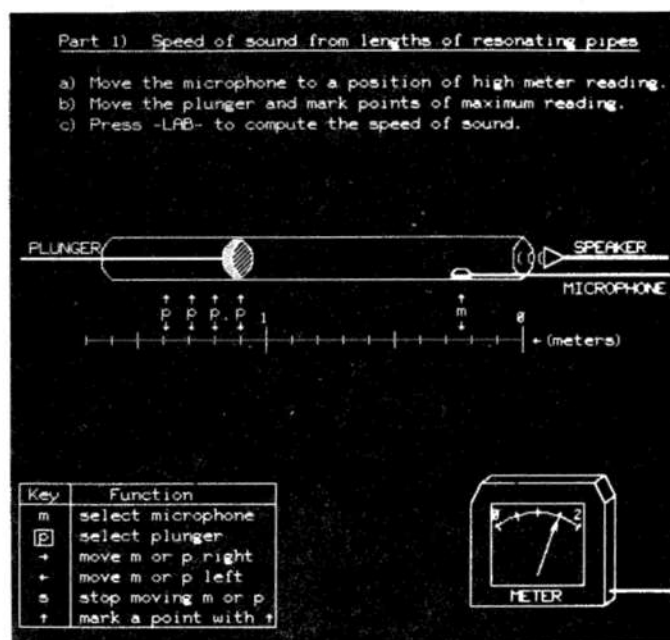 Part 1) Speed of sound from lengths of resonating pipes
a) Move the microphone to a position of high meter reading.
b) Move the plunger and mark points of maximum reading.
c) Press -LAB- to compute the speed of sound.
PLUNGER
SPEAKER
MICROPHONE
↑ ↑ ↑ ↑ ↑
p p p p 1 m 0
↓ ↓ ↓ ↓ ↓
← (meters)
Key Function
m select microphone
p select plunger
→ move m or p right
← move m or p left
s stop moving m or p
↑ mark a point with ↑
0 2
METER